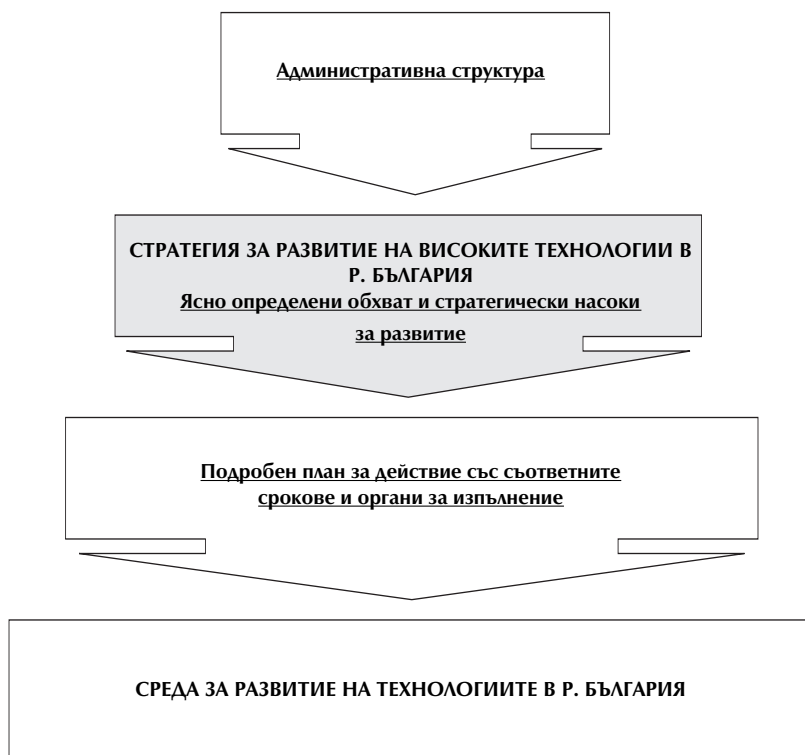 Административна структура
СТРАТЕГИЯ ЗА РАЗВИТИЕ НА ВИСОКИТЕ ТЕХНОЛОГИИ В
Р. БЪЛГАРИЯ
Ясно определени обхват и стратегически насоки
за развитие
Подробен план за действие със съответните
срокове и органи за изпълнение
СРЕДА ЗА РАЗВИТИЕ НА ТЕХНОЛОГИИТЕ В Р. БЪЛГАРИЯ